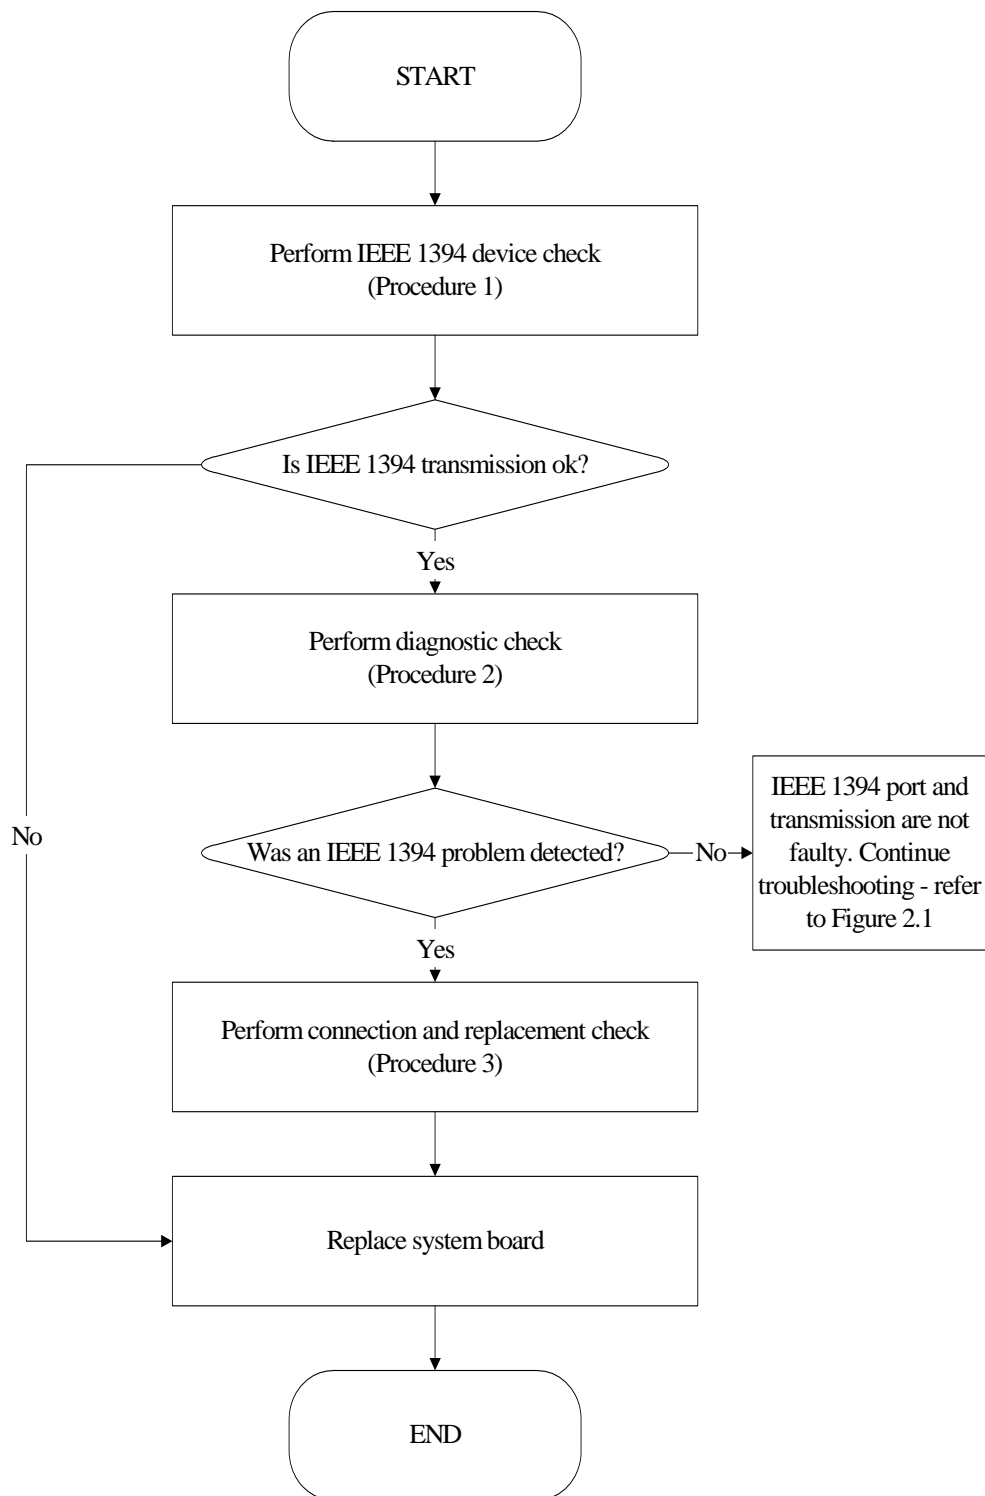 START
Perform IEEE 1394 device check
(Procedure 1)
Is IEEE 1394 transmission ok?
Yes
Perform diagnostic check
(Procedure 2)
No
Was an IEEE 1394 problem detected?
No
IEEE 1394 port and
transmission are not
faulty. Continue
troubleshooting - refer
to Figure 2.1
Yes
Perform connection and replacement check
(Procedure 3)
Replace system board
END